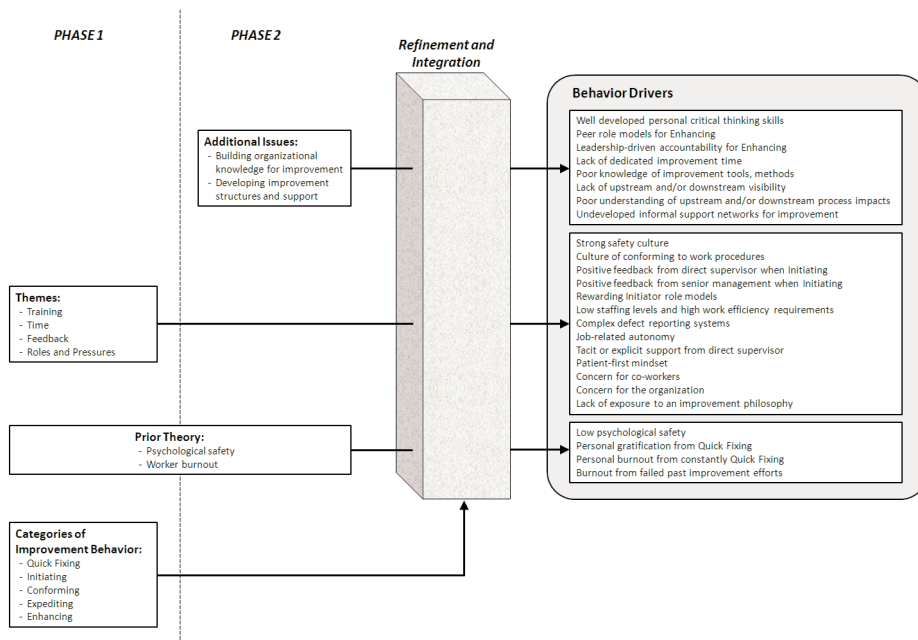 PHASE 1
PHASE 2
Refinement and
Integration
Additional Issues:
- Building organizational
knowledge for improvement
- Developing improvement
structures and support
Themes:
- Training
- Time
- Feedback
- Roles and Pressures
Prior Theory:
- Psychological safety
- Worker burnout
Categories of
Improvement Behavior:
- Quick Fixing
- Initiating
- Conforming
- Expediting
- Enhancing
Behavior Drivers
Well developed personal critical thinking skills
Peer role models for Enhancing
Leadership-driven accountability for Enhancing
Lack of dedicated improvement time
Poor knowledge of improvement tools, methods
Lack of upstream and/or downstream visibility
Poor understanding of upstream and/or downstream process impacts
Undeveloped informal support networks for improvement
Strong safety culture
Culture of conforming to work procedures
Positive feedback from direct supervisor when Initiating
Positive feedback from senior management when Initiating
Rewarding Initiator role models
Low staffing levels and high work efficiency requirements
Complex defect reporting systems
Job-related autonomy
Tacit or explicit support from direct supervisor
Patient-first mindset
Concern for co-workers
Concern for the organization
Lack of exposure to an improvement philosophy
Low psychological safety
Personal gratification from Quick Fixing
Personal burnout from constantly Quick Fixing
Burnout from failed past improvement efforts